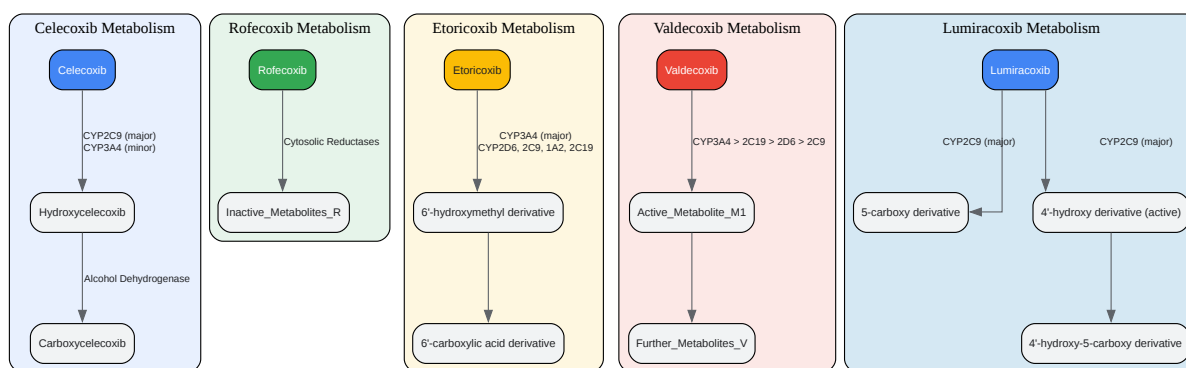 Celecoxib Metabolism
Celecoxib
CYP2C9 (major)
CYP3A4 (minor)
Hydroxycelecoxib
Alcohol Dehydrogenase
Carboxycelecoxib
Rofecoxib Metabolism
Rofecoxib
Cytosolic Reductases
Inactive_Metabolites_R
Etoricoxib Metabolism
Etoricoxib
CYP3A4 (major)
CYP2D6, 2C9, 1A2, 2C19
6'-hydroxymethyl derivative
6'-carboxylic acid derivative
Valdecoxib Metabolism
Valdecoxib
CYP3A4 > 2C19 > 2D6 > 2C9
Active_Metabolite_M1
Further_Metabolites_V
Lumiracoxib Metabolism
Lumiracoxib
CYP2C9 (major)
CYP2C9 (major)
5-carboxy derivative
4'-hydroxy derivative (active)
4'-hydroxy-5-carboxy derivative